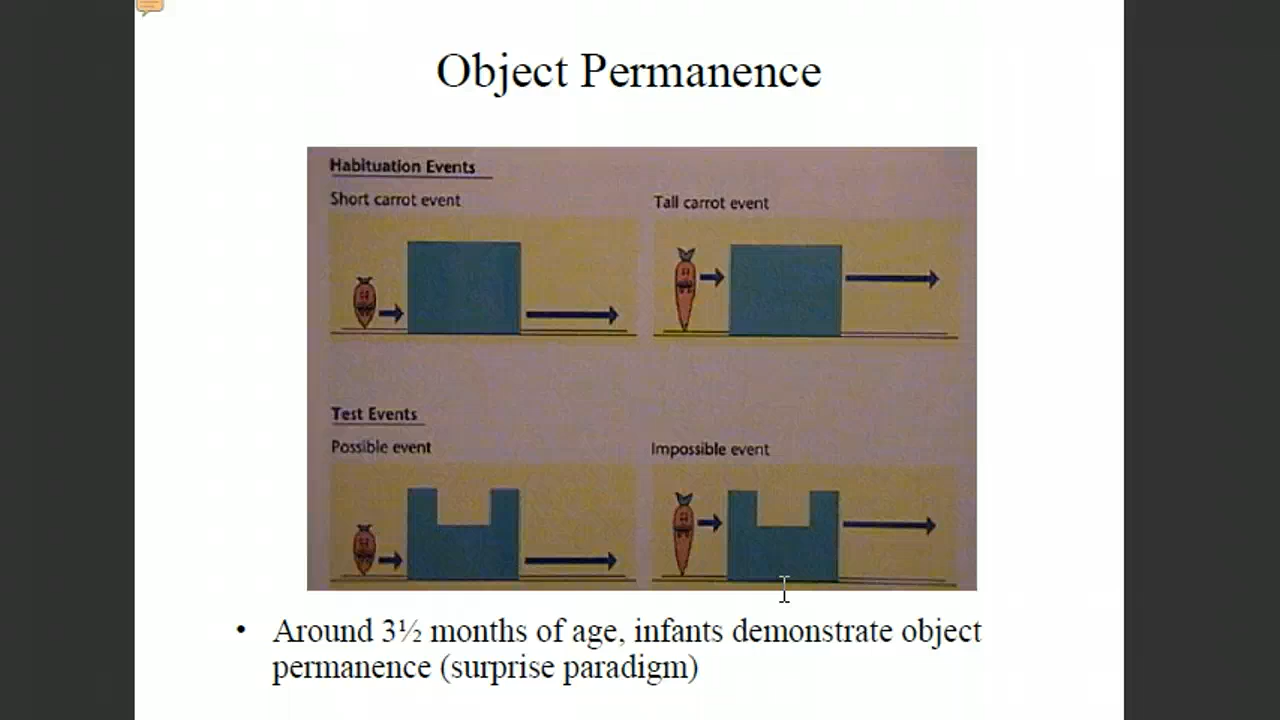 Object Permanence
Habituation Events
Short carrot event
Tall carrot event
Test Events
Possible event
Impossible event
• Around 3½ months of age, infants demonstrate object
permanence (surprise paradigm)